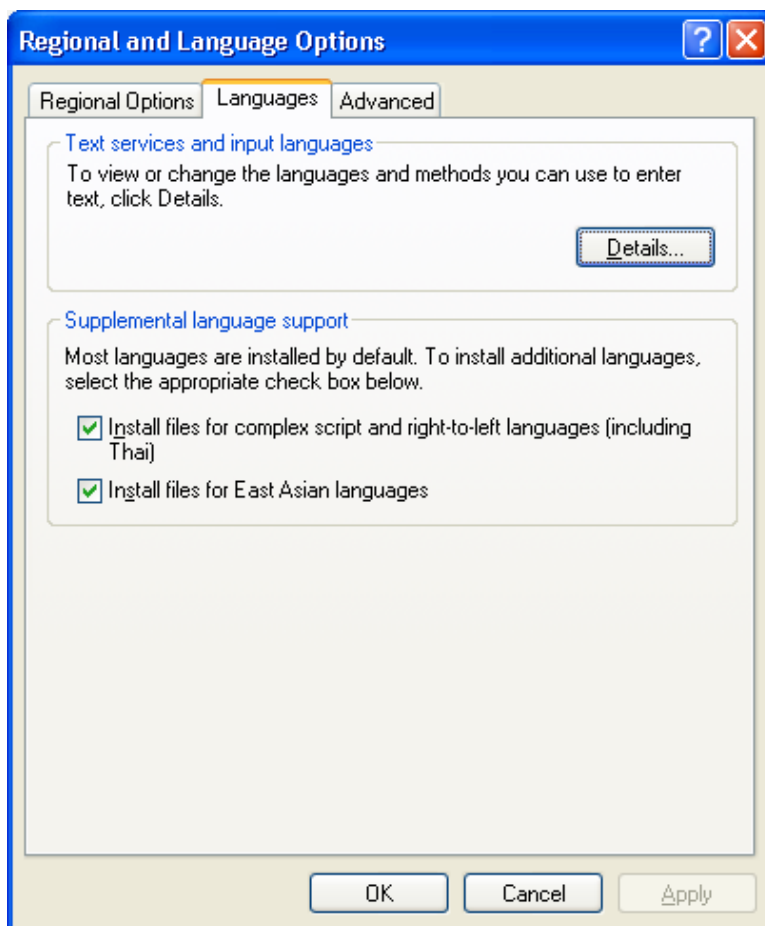 Regional and Language Options
?
Regional Options Languages Advanced
Text services and input languages
To view or change the languages and methods you can use to enter
text, click Details.
Details...
Supplemental language support
Most languages are installed by default. To install additional languages,
select the appropriate check box below.
Install files for complex script and right-to-left languages (including
Thai)
Install files for East Asian languages
OK Cancel Apply